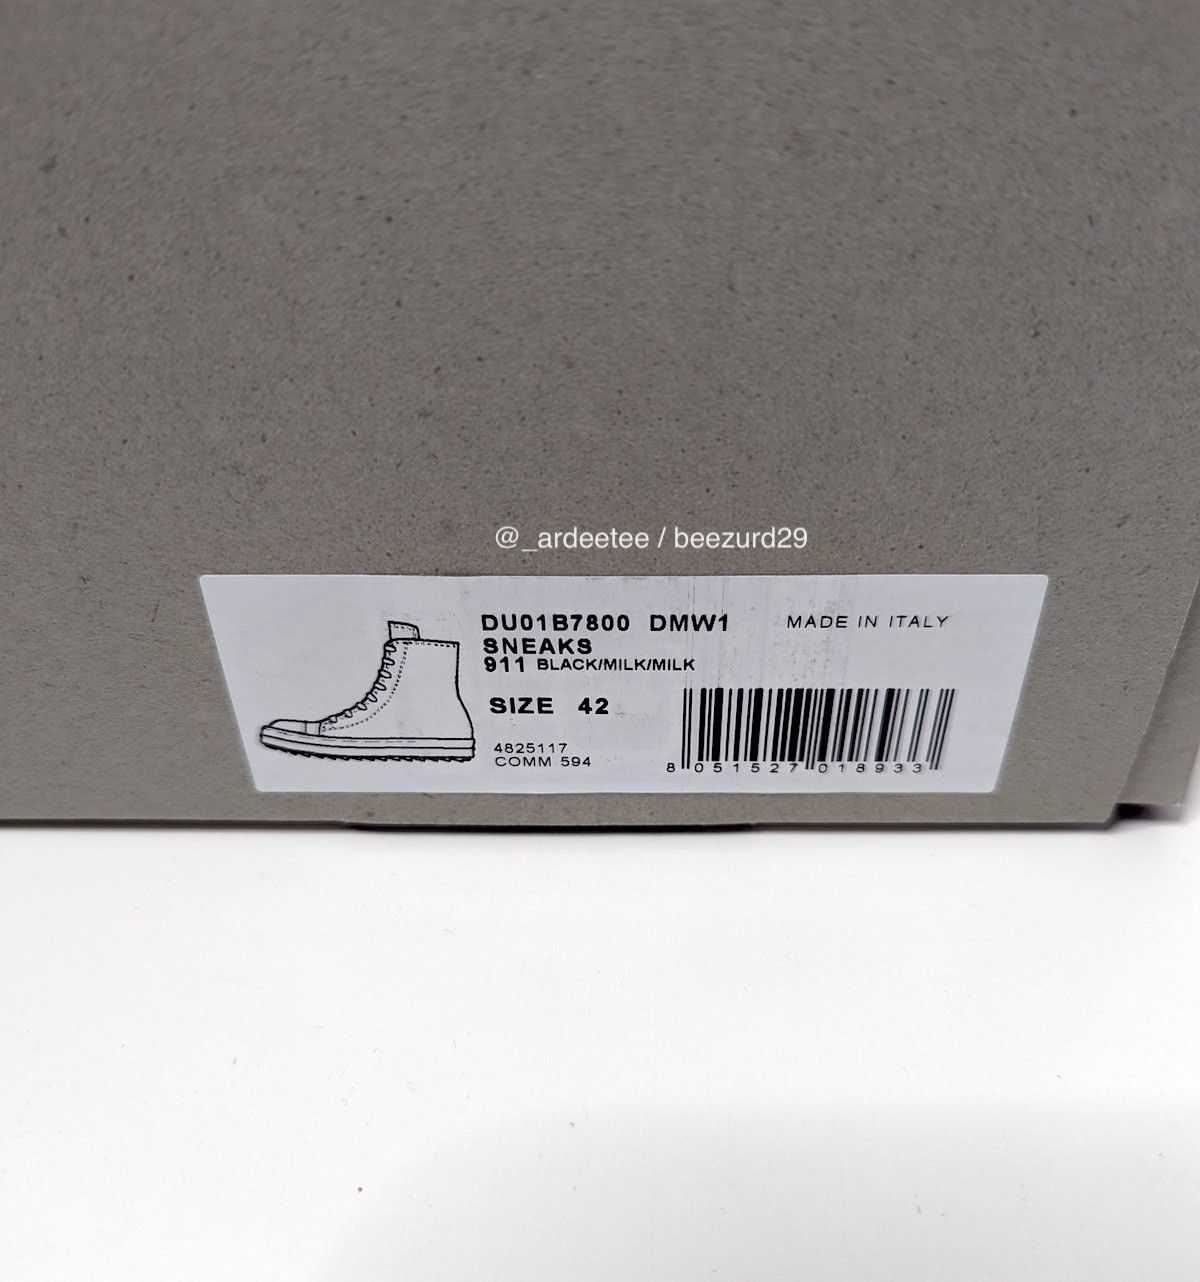 @_ardeetee / beezurd29
DU01B7800 DMW1 MADE IN ITALY
SNEAKS
911 BLACK/MILK/MILK
SIZE 42
4825117
COMM 594
8 051527 018933